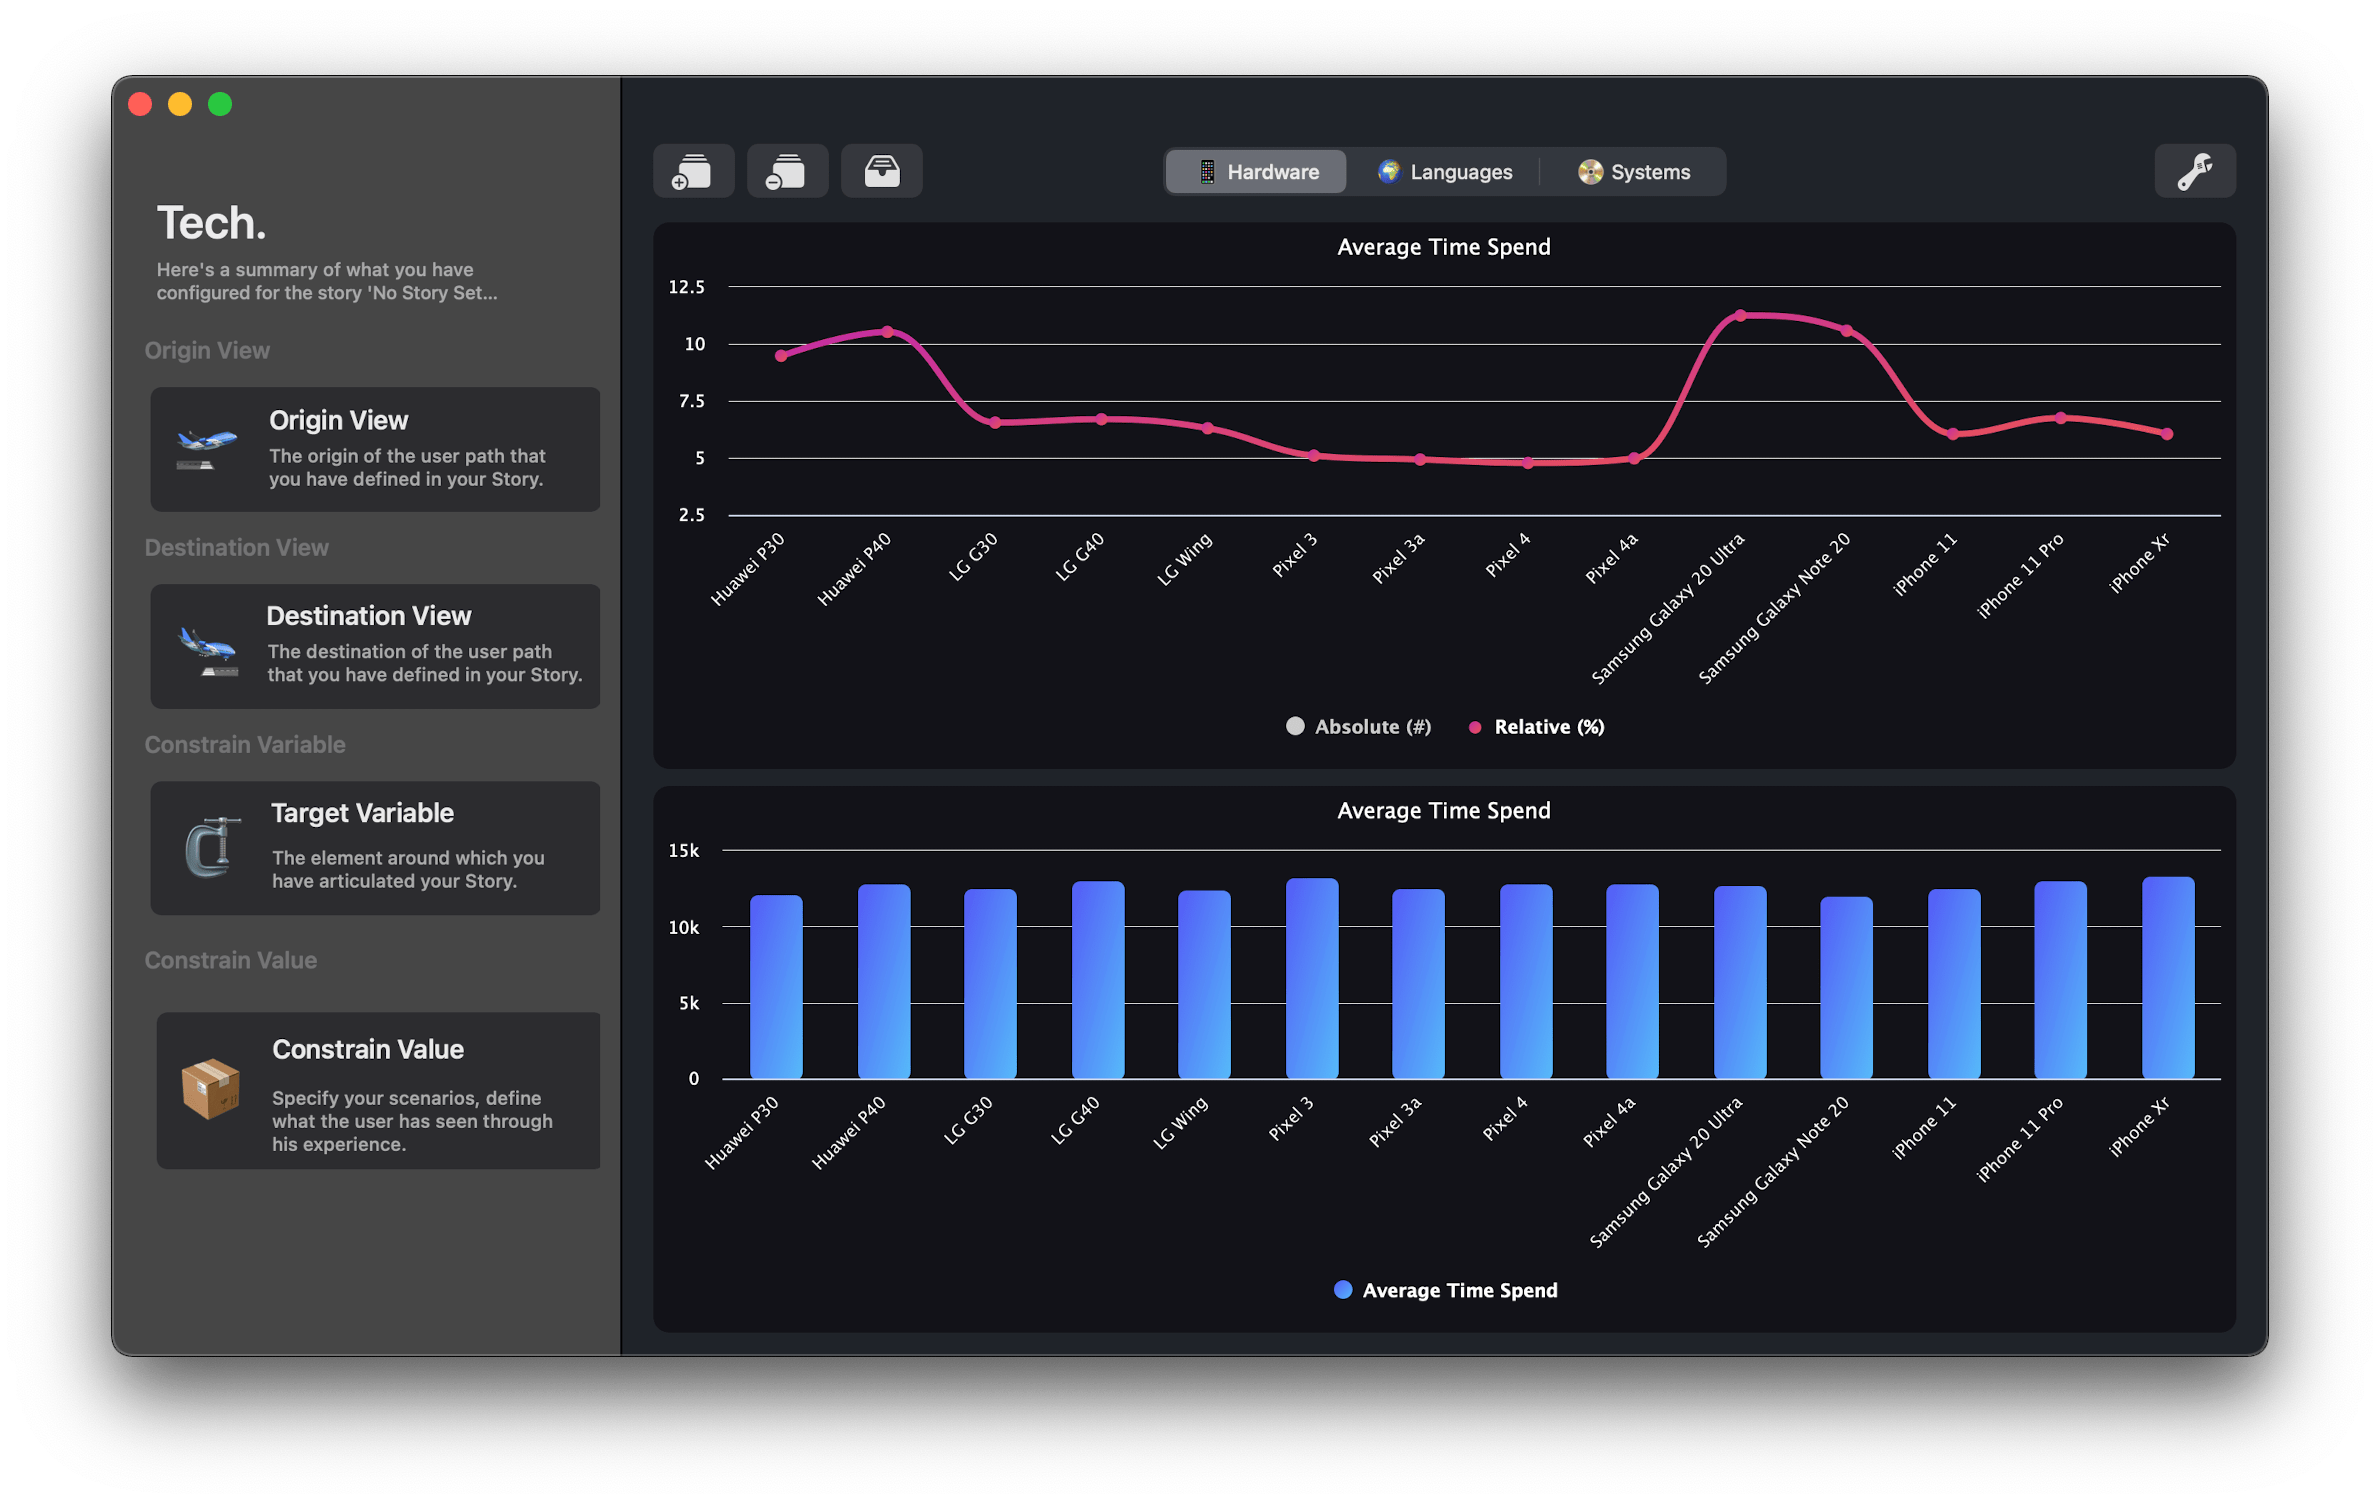 Tech.
Here's a summary of what you have
configured for the story 'No Story Set...
Origin View
Origin View
The origin of the user path that
you have defined in your Story.
Destination View
Destination View
The destination of the user path
that you have defined in your Story.
Constrain Variable
Target Variable
The element around which you
have articulated your Story.
Constrain Value
Constrain Value
Specify your scenarios, define
what the user has seen through
his experience.
Hardware
Languages
Systems
Average Time Spend
12.5
10
7.5
5
2.5
Huawei P30
Huawei P40
LG G30
LG G40
LG Wing
Pixel 3
Pixel 3a
Pixel 4
Pixel 4a
Samsung Galaxy 20 Ultra
Samsung Galaxy Note 20
iPhone 11
iPhone 11 Pro
iPhone Xr
Absolute (#)
Relative (%)
Average Time Spend
15k
10k
5k
0
Huawei P30
Huawei P40
LG G30
LG G40
LG Wing
Pixel 3
Pixel 3a
Pixel 4
Pixel 4a
Samsung Galaxy 20 Ultra
Samsung Galaxy Note 20
iPhone 11
iPhone 11 Pro
iPhone Xr
Average Time Spend